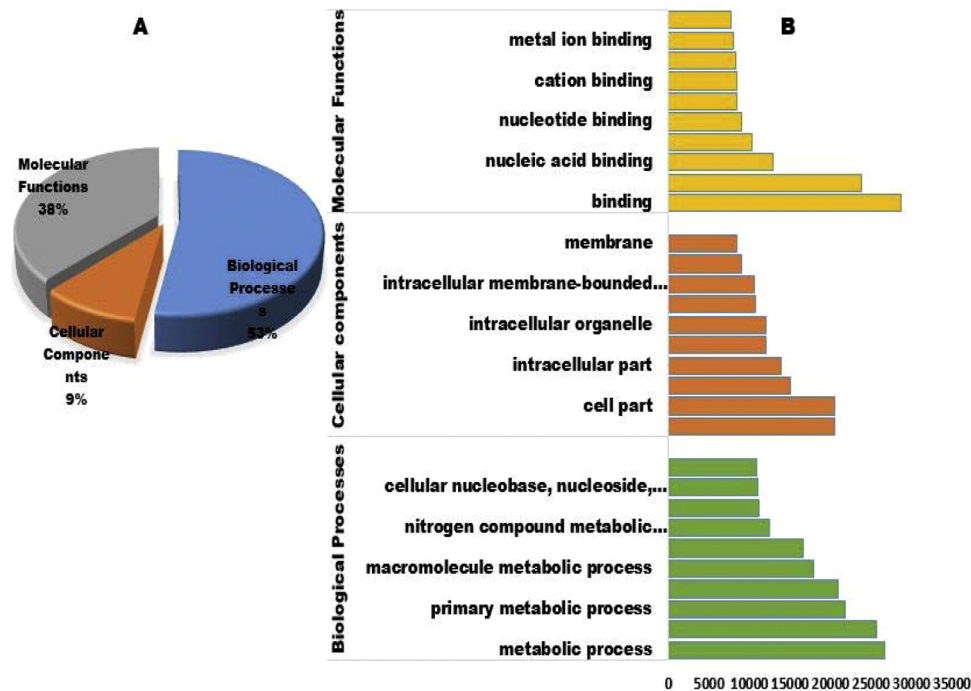 A
Molecular
Functions
38%
Biological
Processe
s
53%
Cellular
Compone
nts
9%
B
Molecular Functions
metal ion binding
cation binding
nucleotide binding
nucleic acid binding
binding
Cellular components
membrane
intracellular membrane-bounded...
intracellular organelle
intracellular part
cell part
Biological Processes
cellular nucleobase, nucleoside,...
nitrogen compound metabolic...
macromolecule metabolic process
primary metabolic process
metabolic process
0 5000 10000 15000 20000 25000 30000 35000